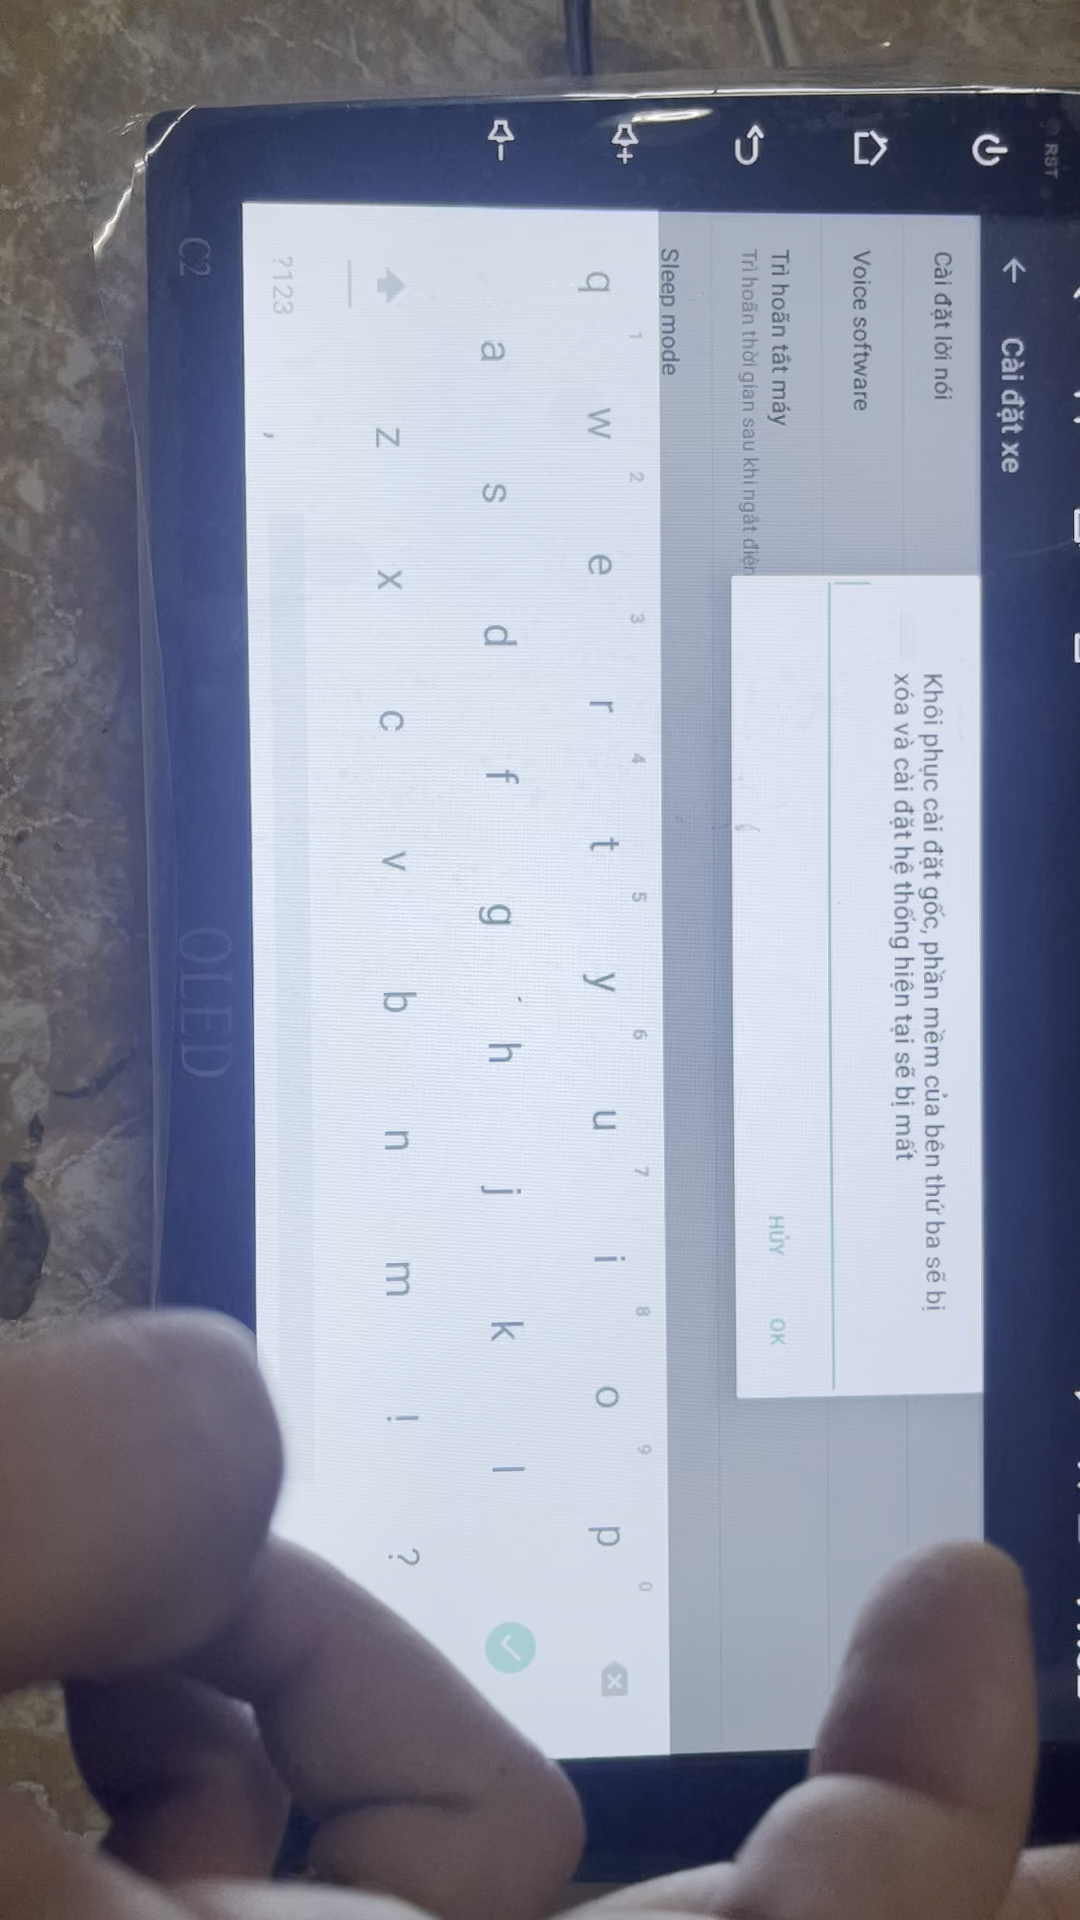 RST
← Cài đặt xe
Cài đặt lời nói
Voice software
Trì hoãn tắt máy
Trì hoãn thời gian sau khi ngắt điện
Sleep mode
Khôi phục cài đặt gốc, phần mềm của bên thứ ba sẽ bị
xóa và cài đặt hệ thống hiện tại sẽ bị mất
HỦY OK
1 2 3 4 5 6 7 8 9 0
q w e r t y u i o p
a s d f g h j k l
z x c v b n m ! ?
?123 ,
C2 OLED